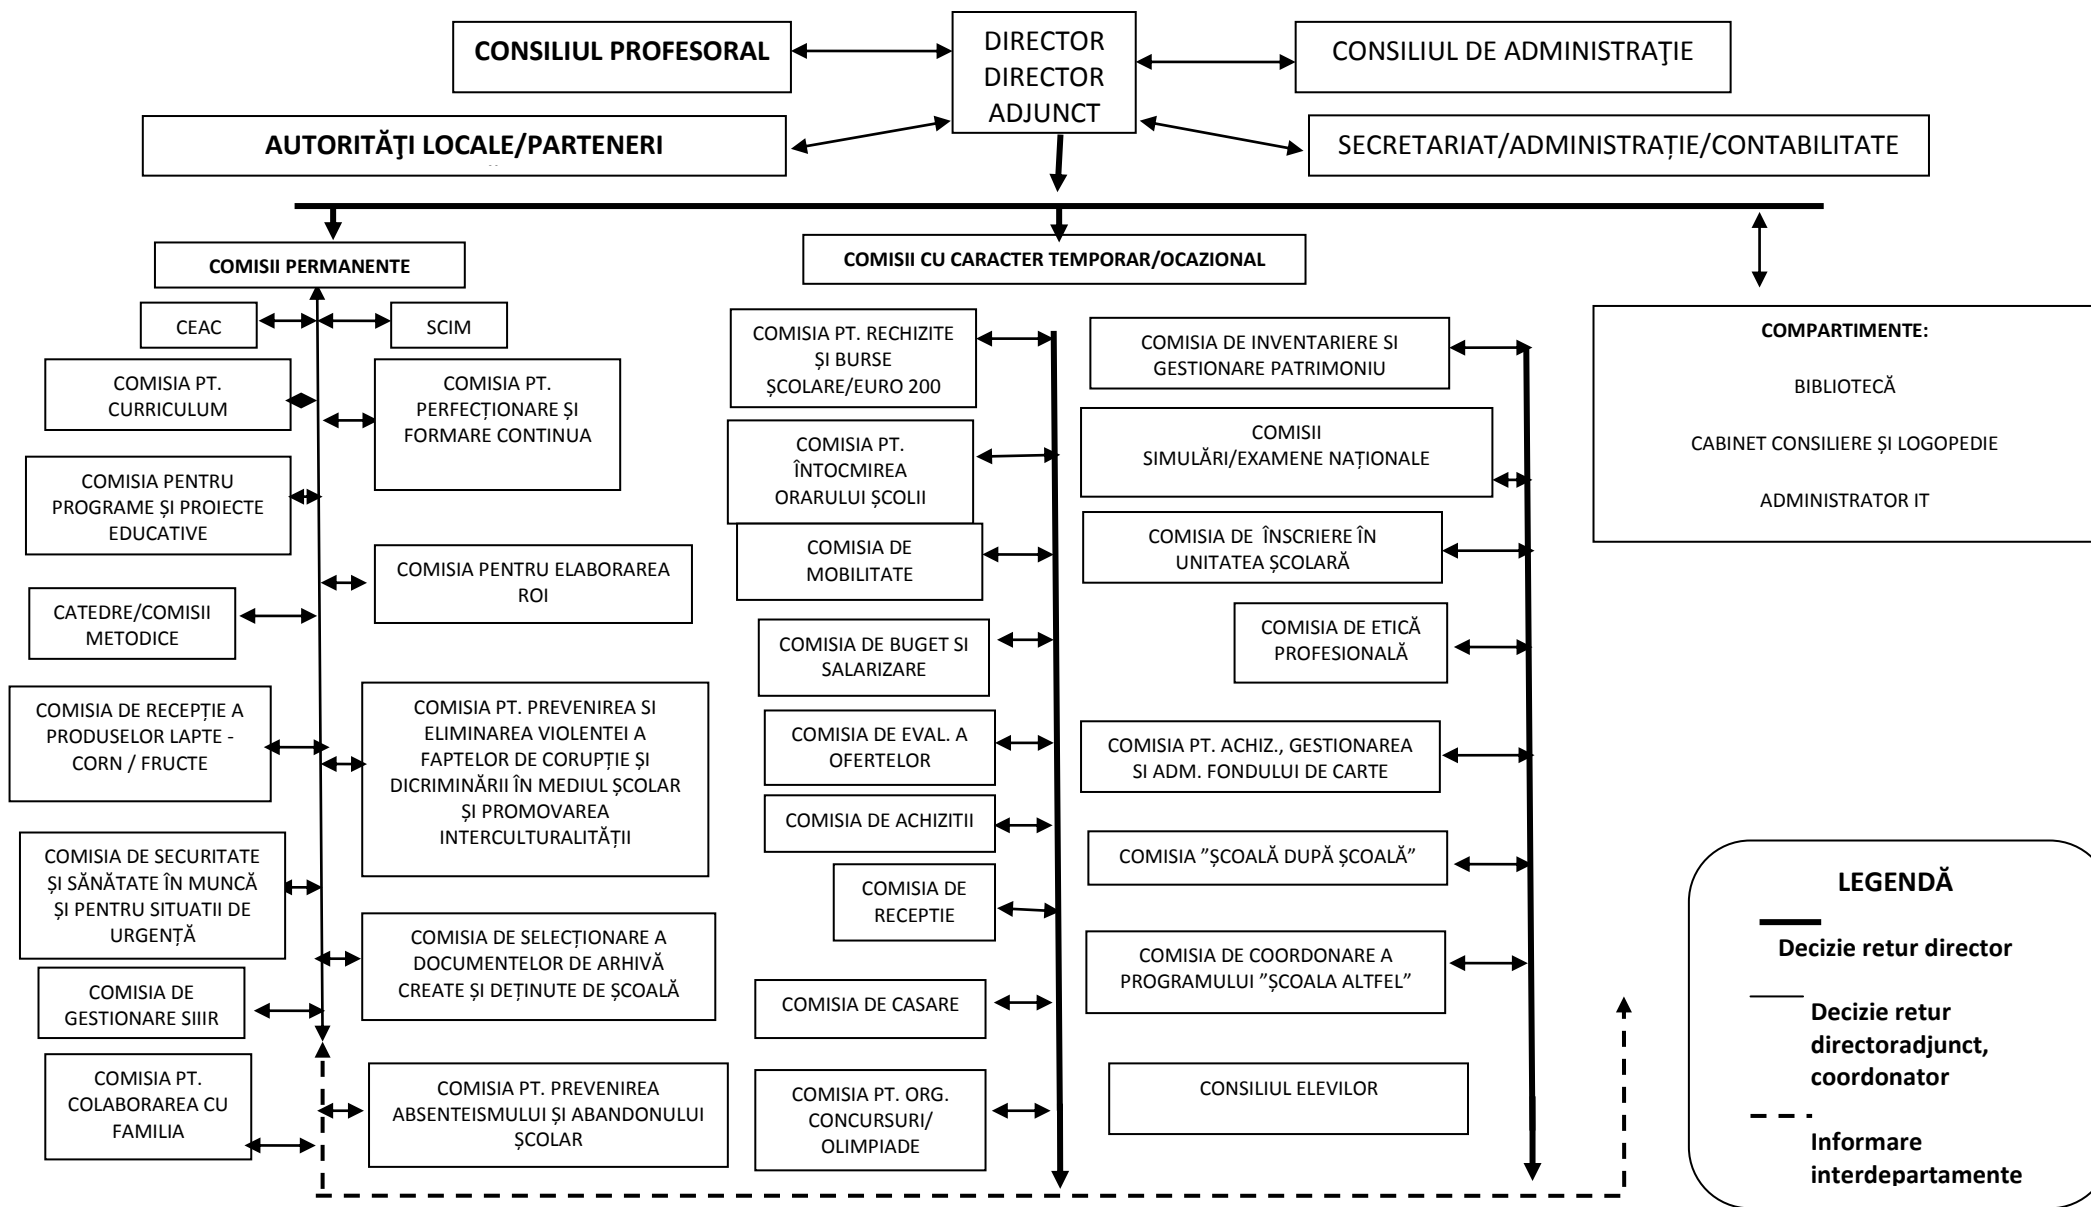 CONSILIUL PROFESORAL
DIRECTOR
DIRECTOR
ADJUNCT
CONSILIUL DE ADMINISTRAŢIE
AUTORITĂŢI LOCALE/PARTENERI
SECRETARIAT/ADMINISTRAȚIE/CONTABILITATE
COMISII PERMANENTE
COMISII CU CARACTER TEMPORAR/OCAZIONAL
CEAC
SCIM
COMISIA PT.
CURRICULUM
COMISIA PT.
PERFECȚIONARE ȘI
FORMARE CONTINUA
COMISIA PENTRU
PROGRAME ȘI PROIECTE
EDUCATIVE
COMISIA PENTRU ELABORAREA
ROI
CATEDRE/COMISII
METODICE
COMISIA DE RECEPȚIE A
PRODUSELOR LAPTE -
CORN / FRUCTE
COMISIA PT. PREVENIREA SI
ELIMINAREA VIOLENTEI A
FAPTELOR DE CORUPȚIE ȘI
DICRIMINĂRII ÎN MEDIUL ȘCOLAR
ȘI PROMOVAREA
INTERCULTURALITĂȚII
COMISIA DE SECURITATE
ȘI SĂNĂTATE ÎN MUNCĂ
ȘI PENTRU SITUATII DE
URGENȚĂ
COMISIA DE SELECȚIONARE A
DOCUMENTELOR DE ARHIVĂ
CREATE ȘI DEȚINUTE DE ȘCOALĂ
COMISIA DE
GESTIONARE SIIIR
COMISIA PT.
COLABORAREA CU
FAMILIA
COMISIA PT. PREVENIREA
ABSENTEISMULUI ȘI ABANDONULUI
ȘCOLAR
COMISIA PT. RECHIZITE
ȘI BURSE
ȘCOLARE/EURO 200
COMISIA PT.
ÎNTOCMIREA
ORARULUI ȘCOLII
COMISIA DE
MOBILITATE
COMISIA DE BUGET SI
SALARIZARE
COMISIA DE EVAL. A
OFERTELOR
COMISIA DE ACHIZITII
COMISIA DE
RECEPTIE
COMISIA DE CASARE
COMISIA PT. ORG.
CONCURSURI/
OLIMPIADE
COMISIA DE INVENTARIERE SI
GESTIONARE PATRIMONIU
COMISII
SIMULĂRI/EXAMENE NAȚIONALE
COMISIA DE ÎNSCRIERE ÎN
UNITATEA ȘCOLARĂ
COMISIA DE ETICĂ
PROFESIONALĂ
COMISIA PT. ACHIZ., GESTIONAREA
SI ADM. FONDULUI DE CARTE
COMISIA ”ȘCOALĂ DUPĂ ȘCOALĂ”
COMISIA DE COORDONARE A
PROGRAMULUI ”ȘCOALA ALTFEL”
CONSILIUL ELEVILOR
COMPARTIMENTE:
BIBLIOTECĂ
CABINET CONSILIERE ȘI LOGOPEDIE
ADMINISTRATOR IT
LEGENDĂ
Decizie retur director
Decizie retur
directoradjunct,
coordonator
Informare
interdepartamente